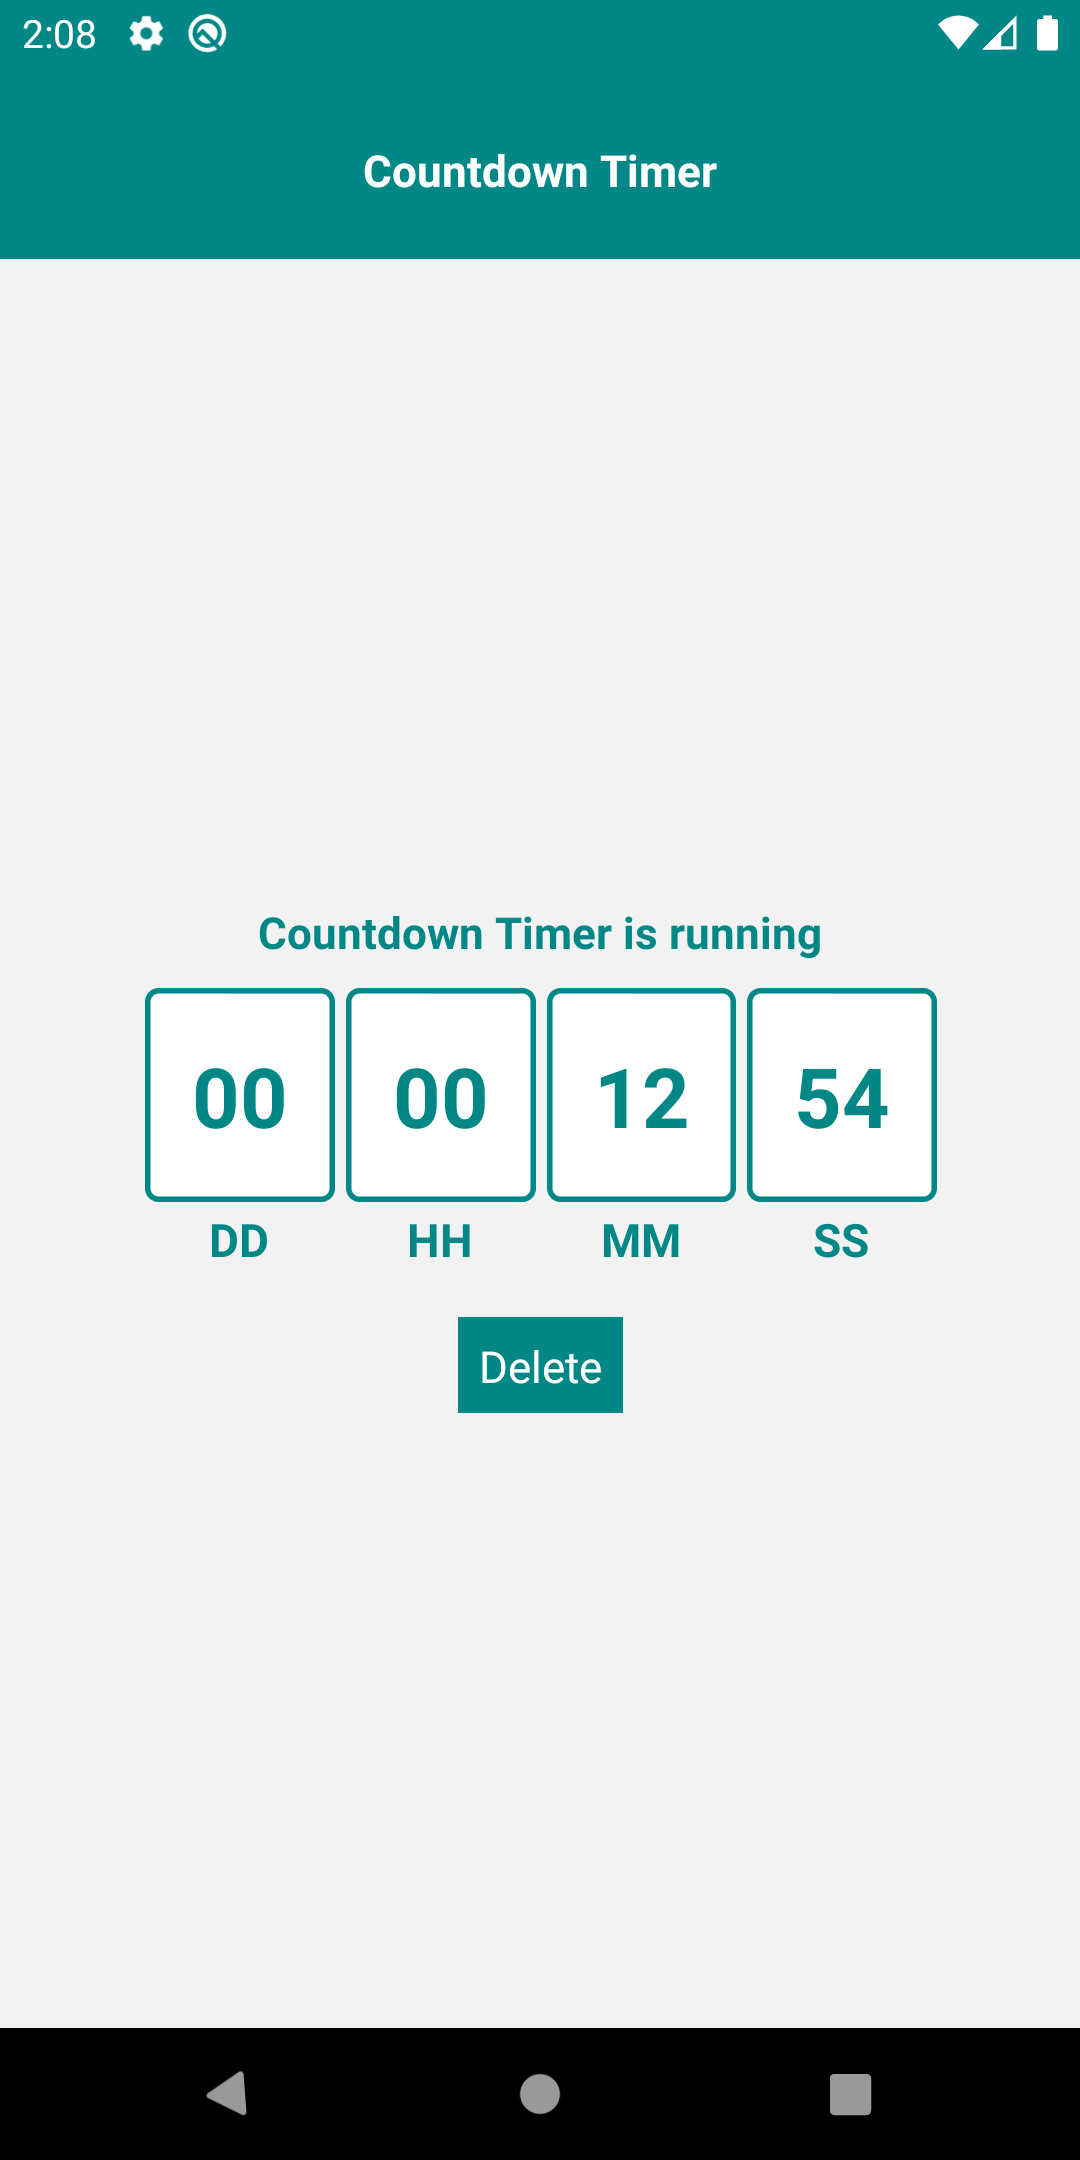 2:08
Countdown Timer
Countdown Timer is running
00 00 12 54
DD HH MM SS
Delete